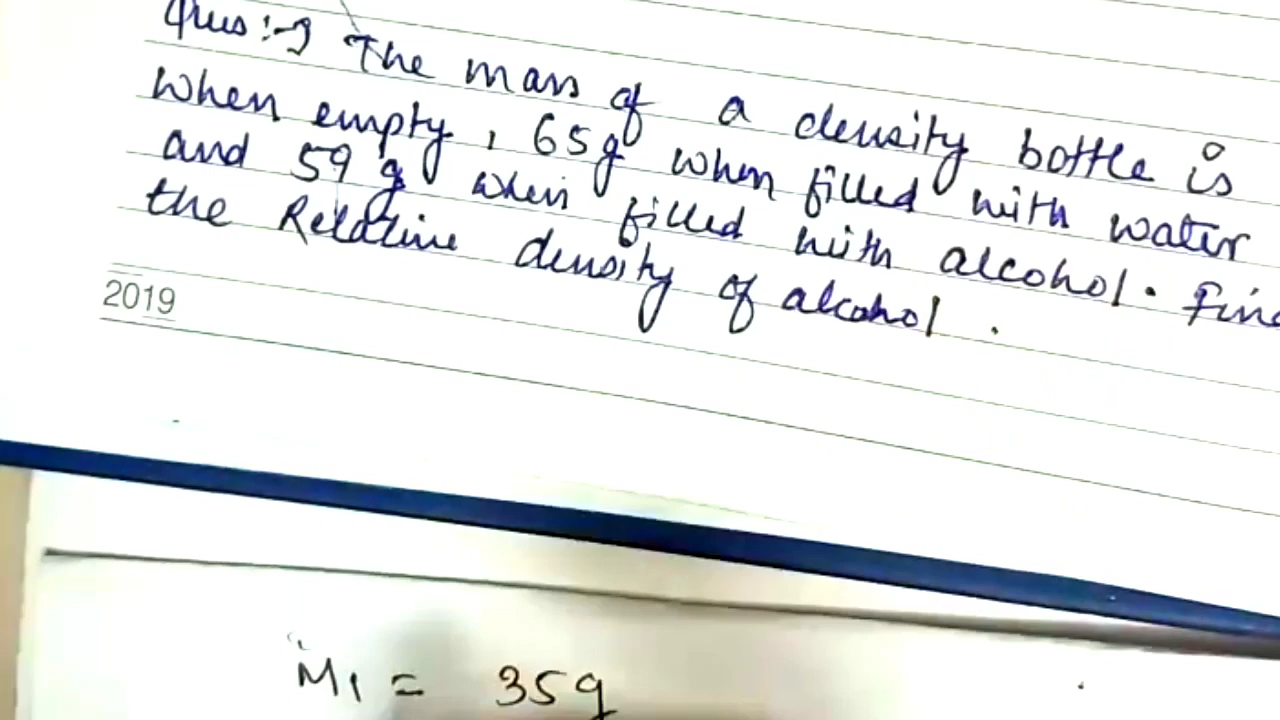 Ques :-) The mass of a density bottle is
when empty, 65g when filled with water
and 59 g when filled with alcohol. Find
the Relative density of alcohol.
2019
M1 = 35g